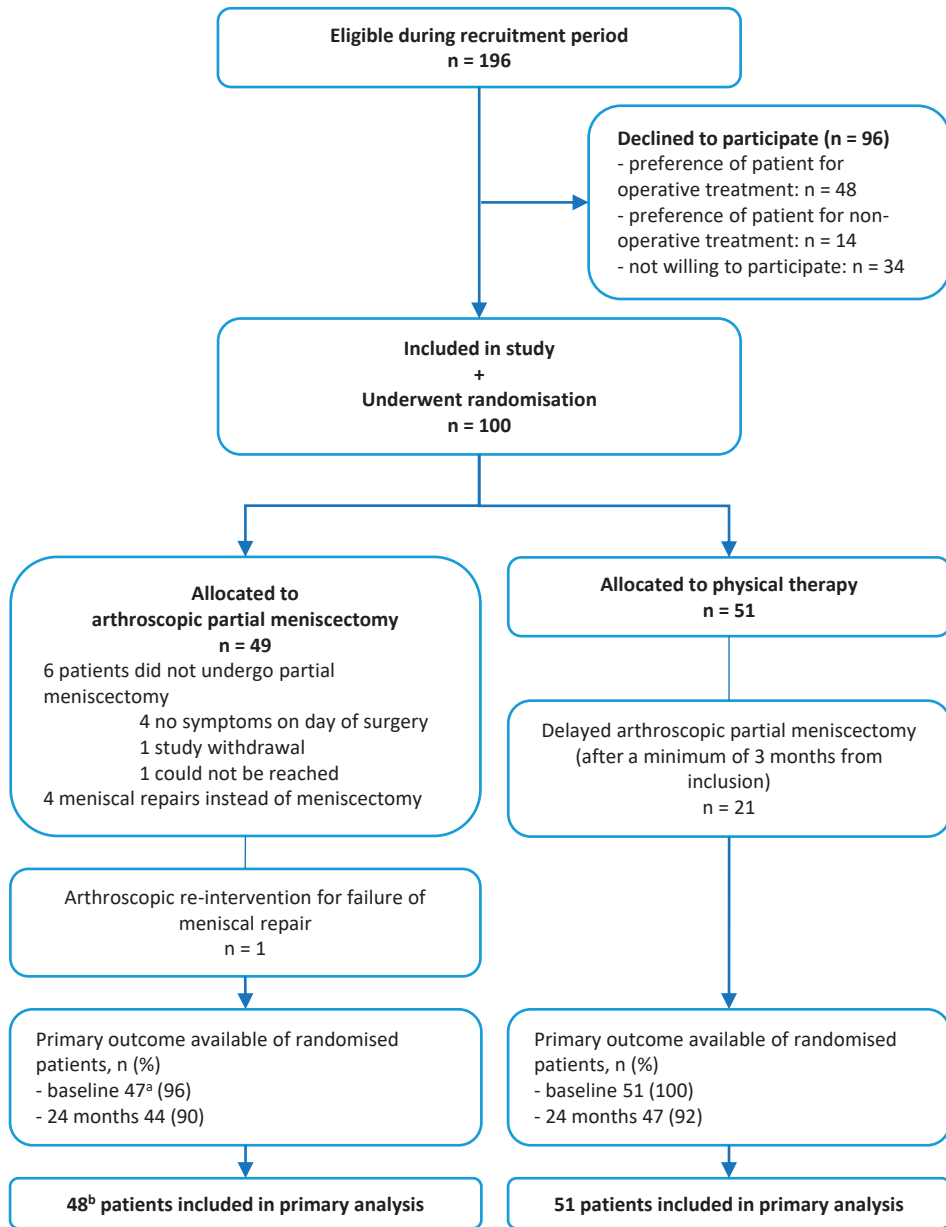 Eligible during recruitment period
n = 196
Declined to participate (n = 96)
- preference of patient for
operative treatment: n = 48
- preference of patient for non-
operative treatment: n = 14
- not willing to participate: n = 34
Included in study
+
Underwent randomisation
n = 100
Allocated to
arthroscopic partial meniscectomy
n = 49
6 patients did not undergo partial
meniscectomy
4 no symptoms on day of surgery
1 study withdrawal
1 could not be reached
4 meniscal repairs instead of meniscectomy
Allocated to physical therapy
n = 51
Delayed arthroscopic partial meniscectomy
(after a minimum of 3 months from
inclusion)
n = 21
Arthroscopic re-intervention for failure of
meniscal repair
n = 1
Primary outcome available of randomised
patients, n (%)
- baseline 47ᵃ (96)
- 24 months 44 (90)
Primary outcome available of randomised
patients, n (%)
- baseline 51 (100)
- 24 months 47 (92)
48ᵇ patients included in primary analysis
51 patients included in primary analysis